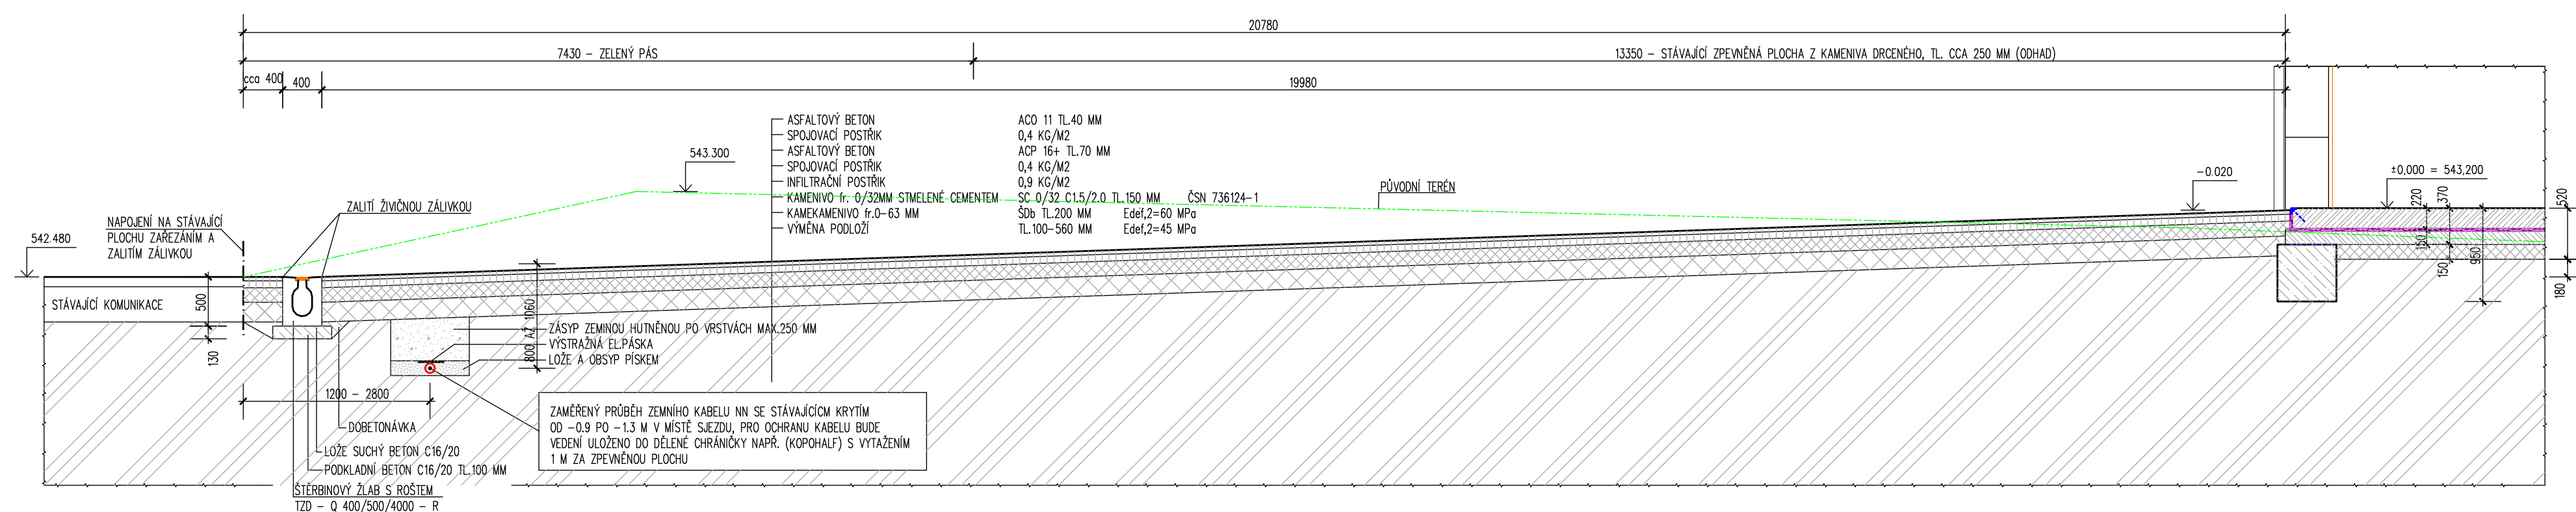 20780
7430 – ZELENÝ PÁS
13350 – STÁVAJÍCÍ ZPEVNĚNÁ PLOCHA Z KAMENIVA DRCENÉHO, TL. CCA 250 MM (ODHAD)
cca 400
400
19980
ASFALTOVÝ BETON ACO 11 TL.40 MM
SPOJOVACÍ POSTŘIK 0,4 KG/M2
ASFALTOVÝ BETON ACP 16+ TL.70 MM
SPOJOVACÍ POSTŘIK 0,4 KG/M2
INFILTRAČNÍ POSTŘIK 0,9 KG/M2
KAMENIVO fr. 0/32MM STMELENÉ CEMENTEM SC 0/32 C1.5/2.0 TL.150 MM ČSN 736124-1
KAMEKAMENIVO fr.0-63 MM ŠDb TL.200 MM Edef,2=60 MPa
VÝMĚNA PODLOŽÍ TL.100-560 MM Edef,2=45 MPa
543.300
PŮVODNÍ TERÉN
-0.020
±0,000 = 543,200
220
370
520
150
150
950
180
NAPOJENÍ NA STÁVAJÍCÍ
PLOCHU ZAŘEZÁNÍM A
ZALITÍM ZÁLIVKOU
ZALITÍ ŽIVIČNOU ZÁLIVKOU
542.480
STÁVAJÍCÍ KOMUNIKACE
500
130
800 AŽ 1060
ZÁSYP ZEMINOU HUTNĚNOU PO VRSTVÁCH MAX.250 MM
VÝSTRAŽNÁ EL.PÁSKA
LOŽE A OBSYP PÍSKEM
1200 – 2800
ZAMĚŘENÝ PRŮBĚH ZEMNÍHO KABELU NN SE STÁVAJÍCÍCM KRYTÍM
OD -0.9 PO -1.3 M V MÍSTĚ SJEZDU, PRO OCHRANU KABELU BUDE
VEDENÍ ULOŽENO DO DĚLENÉ CHRÁNIČKY NAPŘ. (KOPOHALF) S VYTAŽENÍM
1 M ZA ZPEVNĚNOU PLOCHU
DOBETONÁVKA
LOŽE SUCHÝ BETON C16/20
PODKLADNÍ BETON C16/20 TL.100 MM
ŠTĚRBINOVÝ ŽLAB S ROŠTEM
TZD – Q 400/500/4000 – R